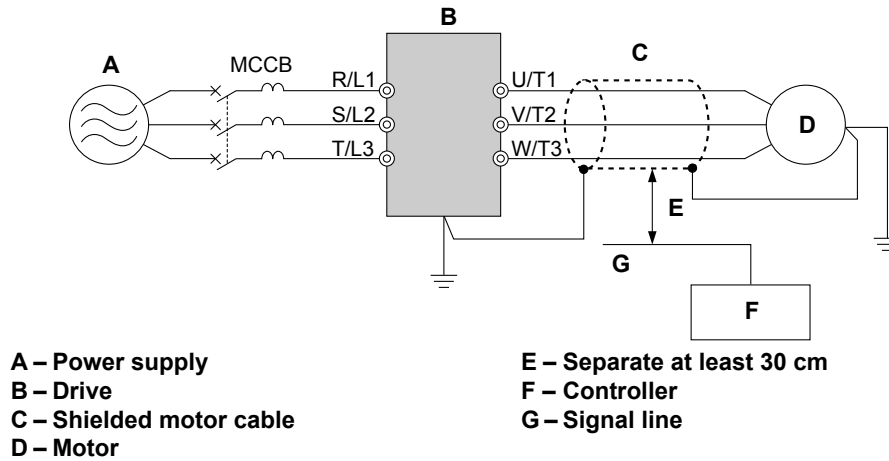 B
A
MCCB
C
R/L1
U/T1
S/L2
V/T2
D
T/L3
W/T3
E
G
F
A – Power supply
B – Drive
C – Shielded motor cable
D – Motor
E – Separate at least 30 cm
F – Controller
G – Signal line